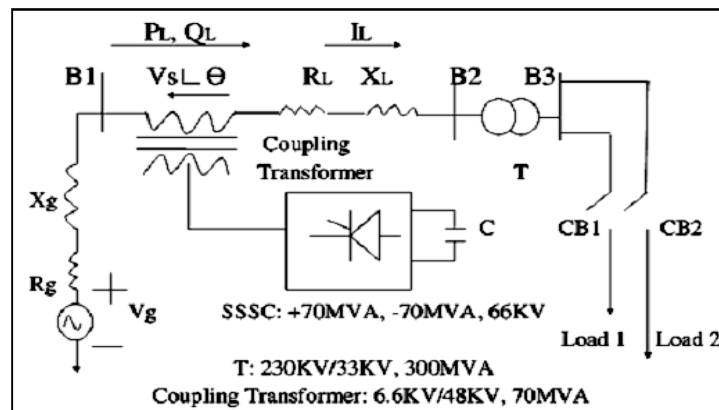 PL, QL
IL
B1
Vs∟ Θ
RL
XL
B2
B3
Coupling
Transformer
T
Xg
C
CB1
CB2
Rg
Vg
SSSC: +70MVA, -70MVA, 66KV
Load 1
Load 2
T: 230KV/33KV, 300MVA
Coupling Transformer: 6.6KV/48KV, 70MVA